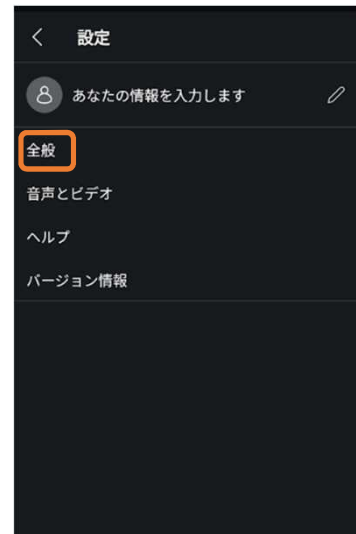 設定
あなたの情報を入力します
全般
音声とビデオ
ヘルプ
バージョン情報